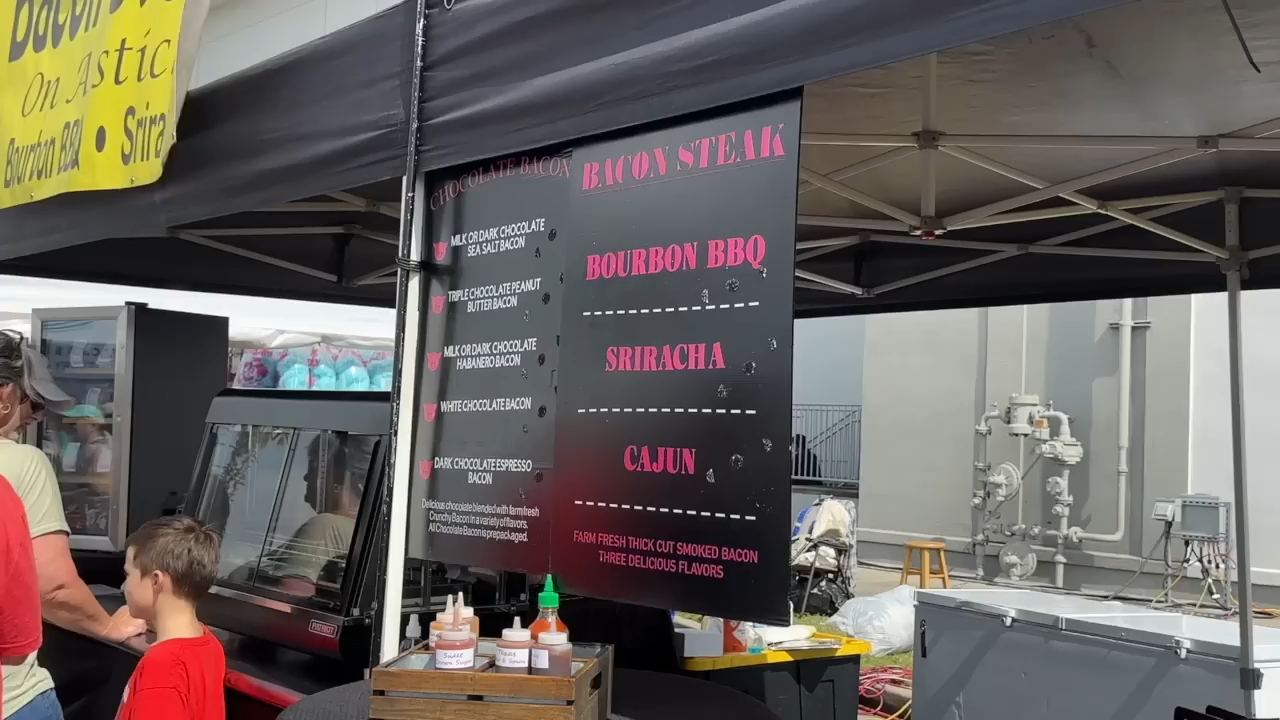 On Astic
Bourbon BBQ • Srira
CHOCOLATE BACON
MILK OR DARK CHOCOLATE
SEA SALT BACON
TRIPLE CHOCOLATE PEANUT
BUTTER BACON
MILK OR DARK CHOCOLATE
HABANERO BACON
WHITE CHOCOLATE BACON
DARK CHOCOLATE ESPRESSO
BACON
Delicious chocolate blended with farm fresh
Crunchy Bacon in a variety of flavors.
All Chocolate Bacon is prepackaged.
BACON STEAK
BOURBON BBQ
SRIRACHA
CAJUN
FARM FRESH THICK CUT SMOKED BACON
THREE DELICIOUS FLAVORS